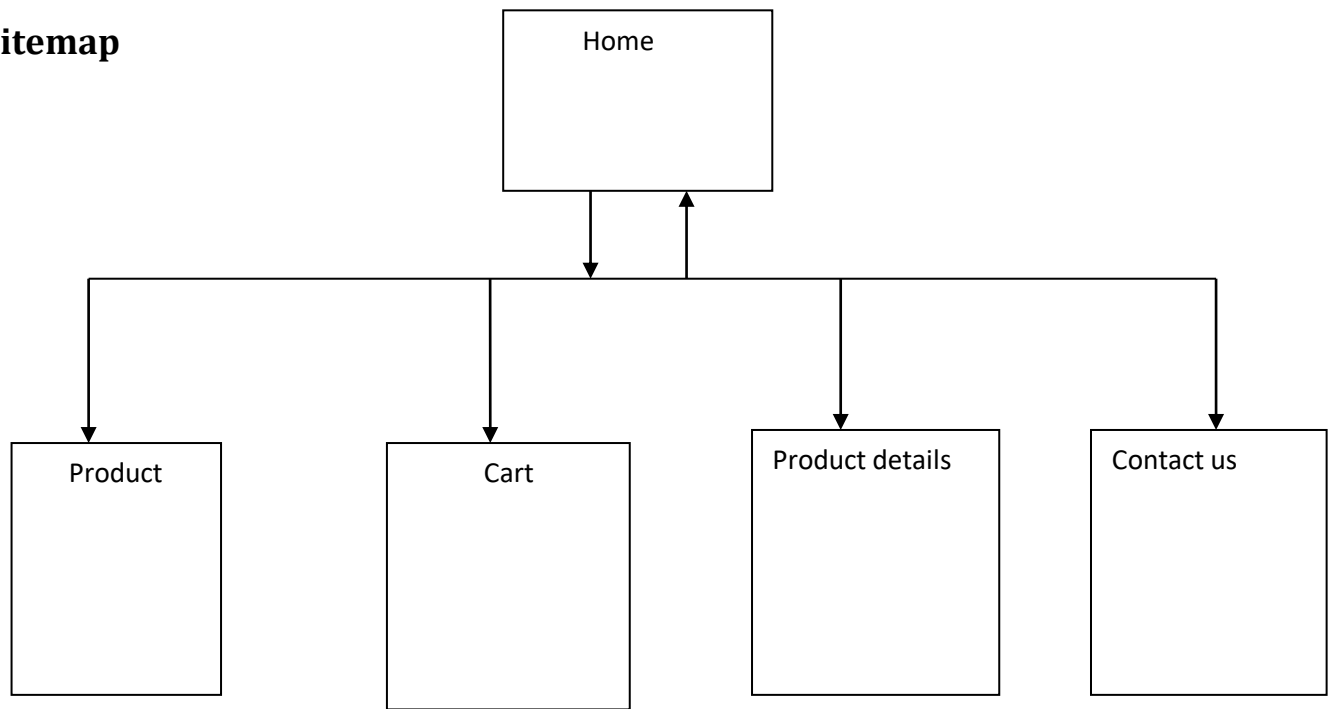 itemap
Home
Product
Cart
Product details
Contact us